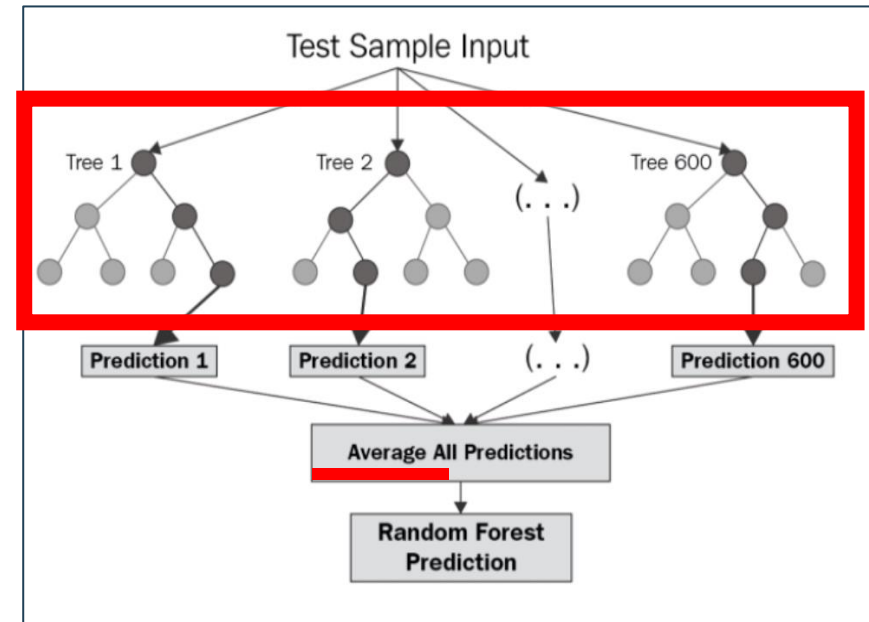 Test Sample Input
Tree 1
Tree 2
Tree 600
(. . .)
Prediction 1
Prediction 2
(. . .)
Prediction 600
Average All Predictions
Random Forest
Prediction